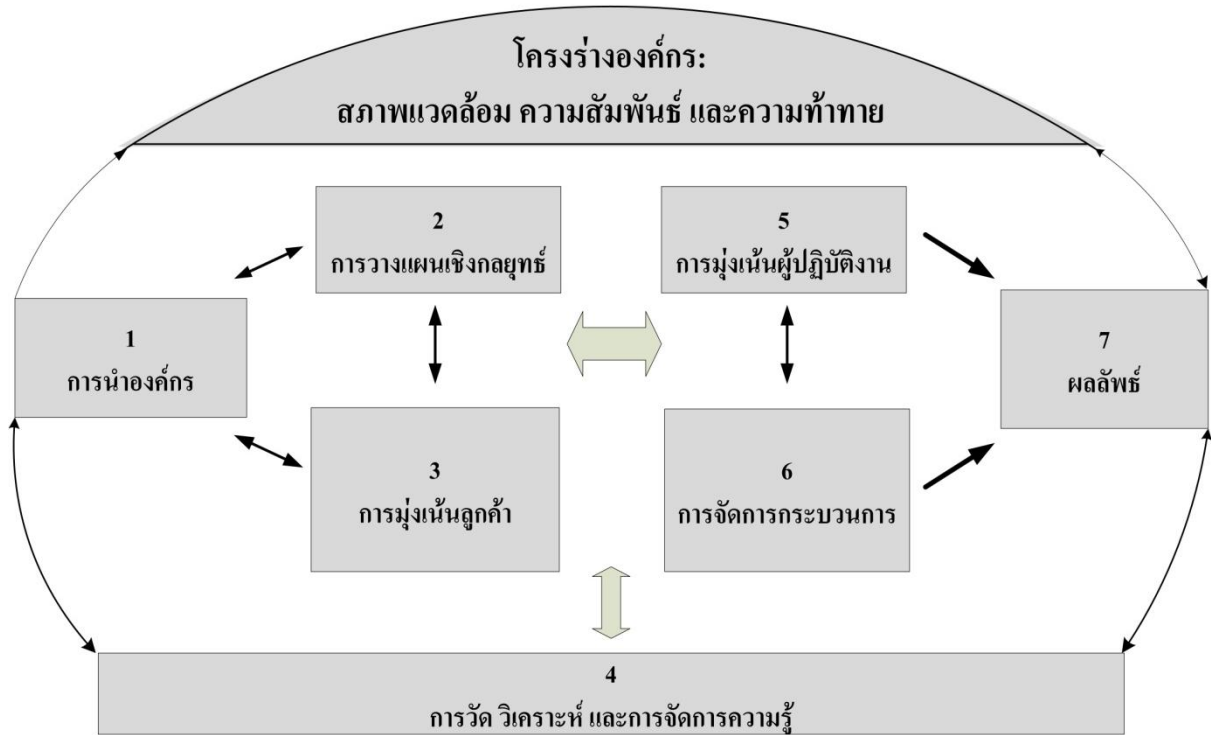 โครงร่างองค์กร:
สภาพแวดล้อม ความสัมพันธ์ และความท้าทาย
2
การวางแผนเชิงกลยุทธ์
5
การมุ่งเน้นผู้ปฏิบัติงาน
1
การนำองค์กร
7
ผลลัพธ์
3
การมุ่งเน้นลูกค้า
6
การจัดการกระบวนการ
4
การวัด วิเคราะห์ และการจัดการความรู้